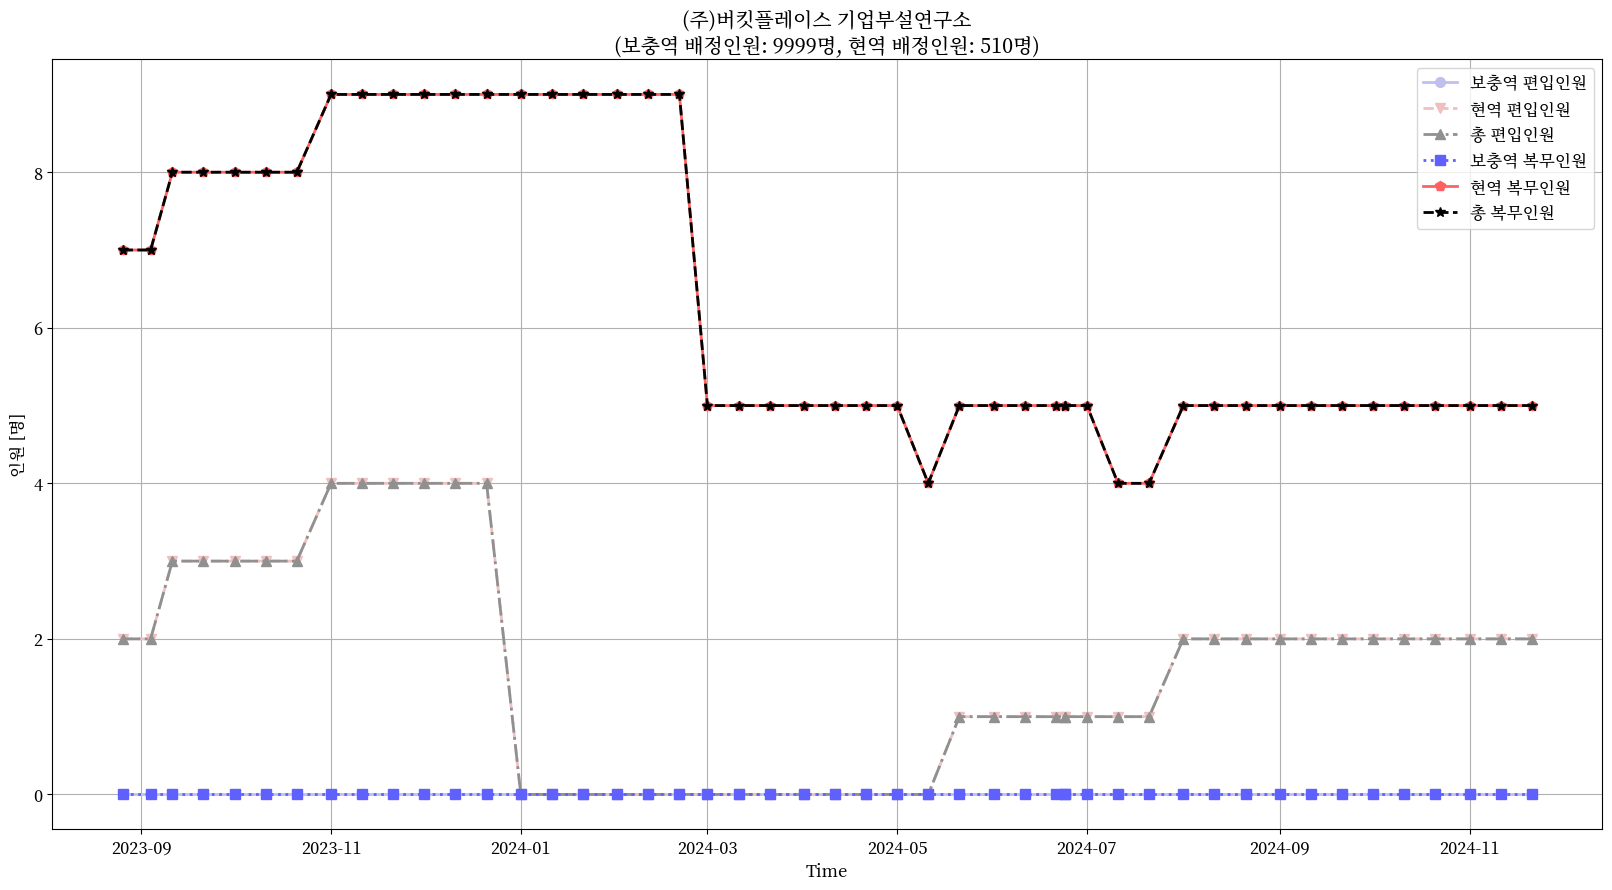 (주)버킷플레이스 기업부설연구소
(보충역 배정인원: 9999명, 현역 배정인원: 510명)
보충역 편입인원
현역 편입인원
총 편입인원
보충역 복무인원
현역 복무인원
총 복무인원
인원 [명]
8
6
4
2
0
2023-09
2023-11
2024-01
2024-03
2024-05
2024-07
2024-09
2024-11
Time